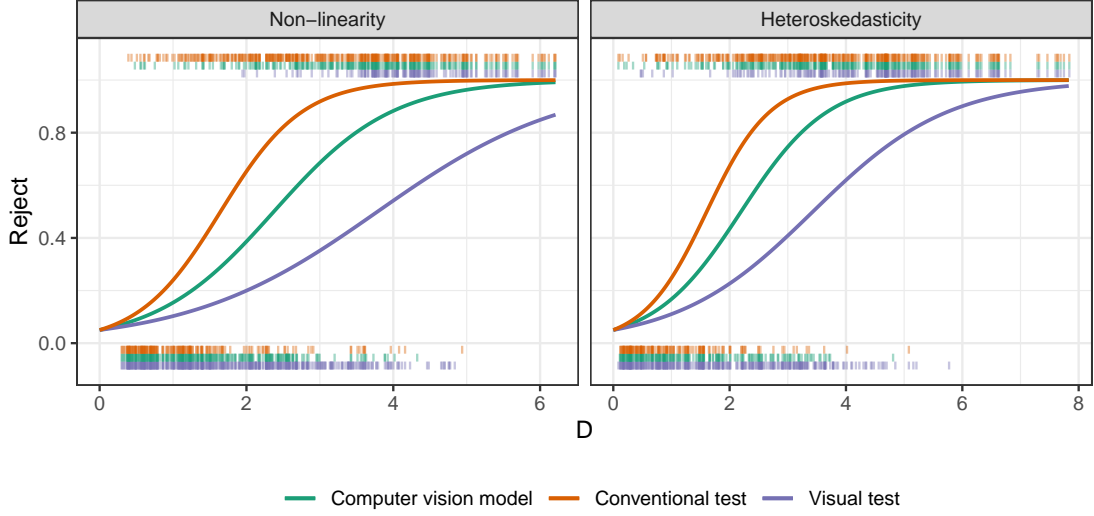 Non−linearity
Heteroskedasticity
Reject
0.8
0.4
0.0
0 2 4 6
0 2 4 6 8
D
Computer vision model Conventional test Visual test